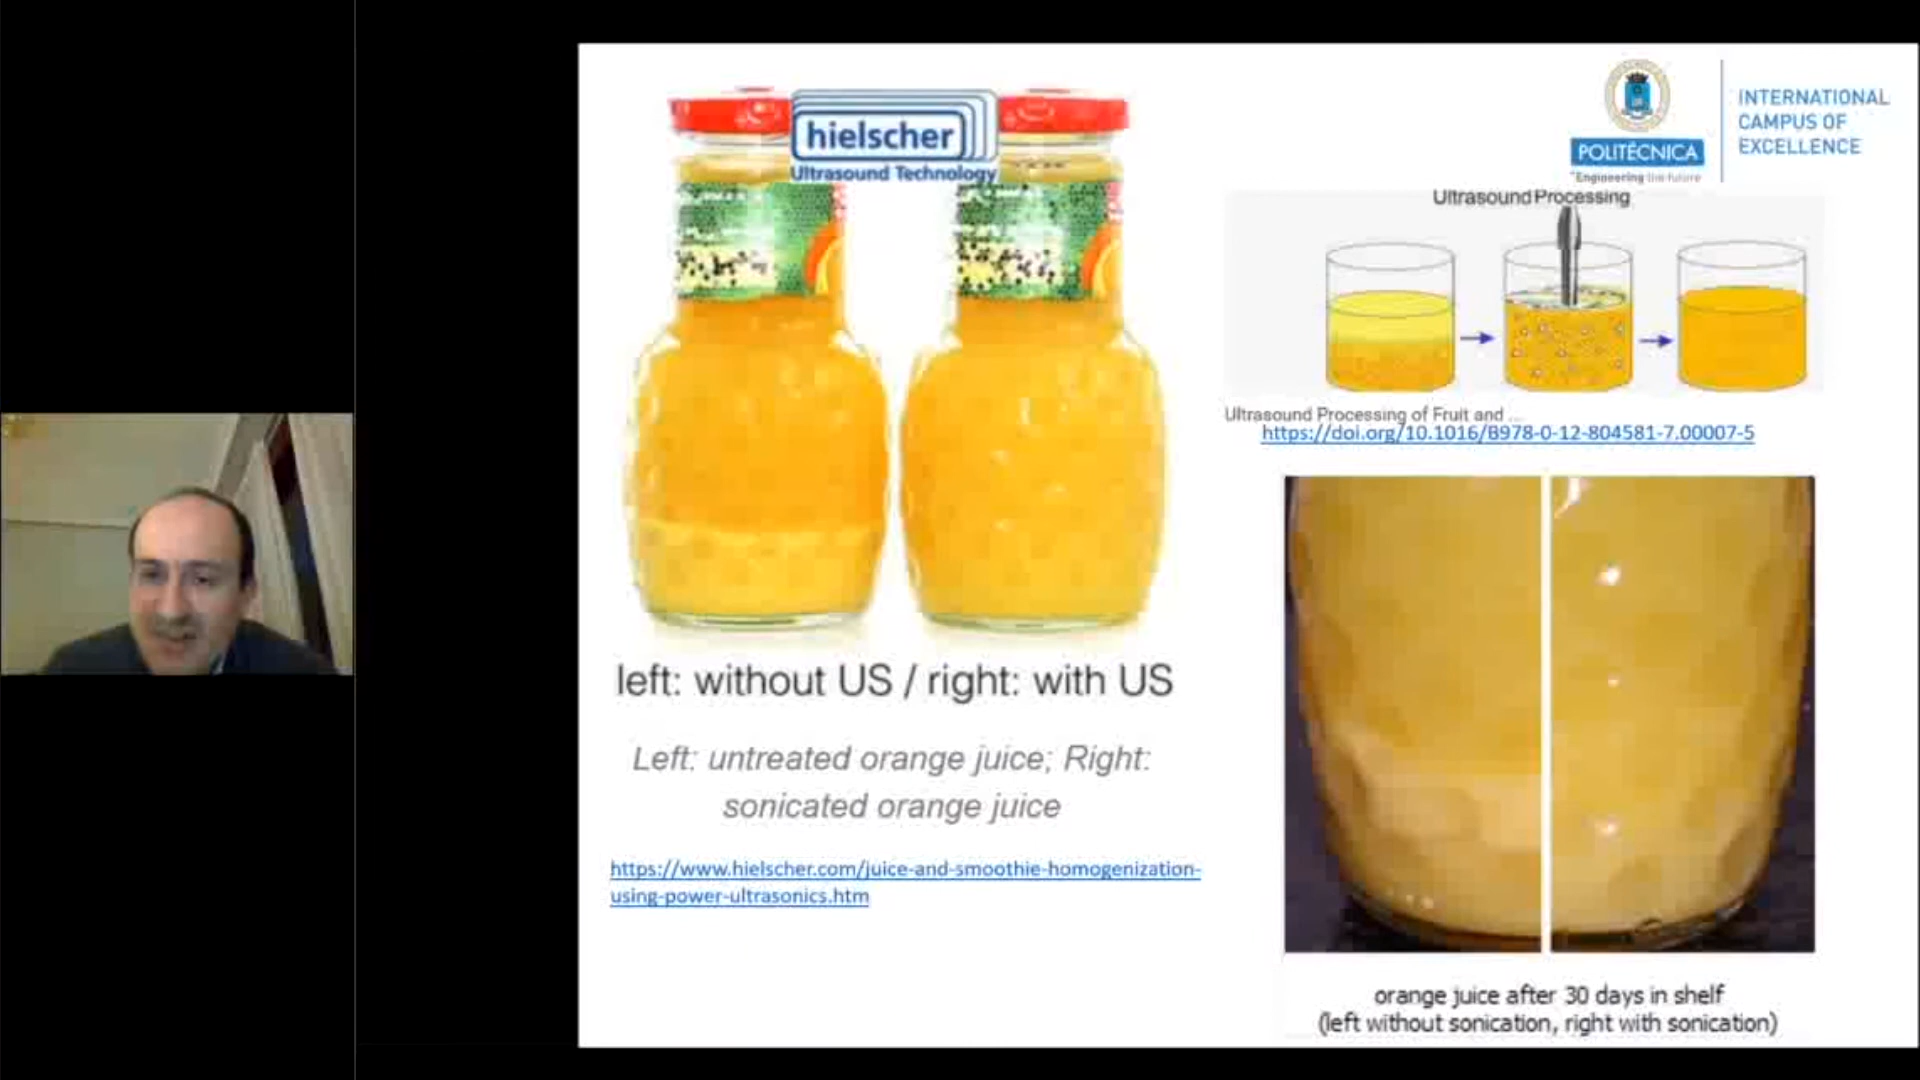 hielscher
Ultrasound Technology
left: without US / right: with US
Left: untreated orange juice; Right:
sonicated orange juice
https://www.hielscher.com/juice-and-smoothie-homogenization-
using-power-ultrasonics.htm
POLITÉCNICA
"Engineering the future
INTERNATIONAL
CAMPUS OF
EXCELLENCE
Ultrasound Processing
Ultrasound Processing of Fruit and ...
https://doi.org/10.1016/B978-0-12-804581-7.00007-5
orange juice after 30 days in shelf
(left without sonication, right with sonication)